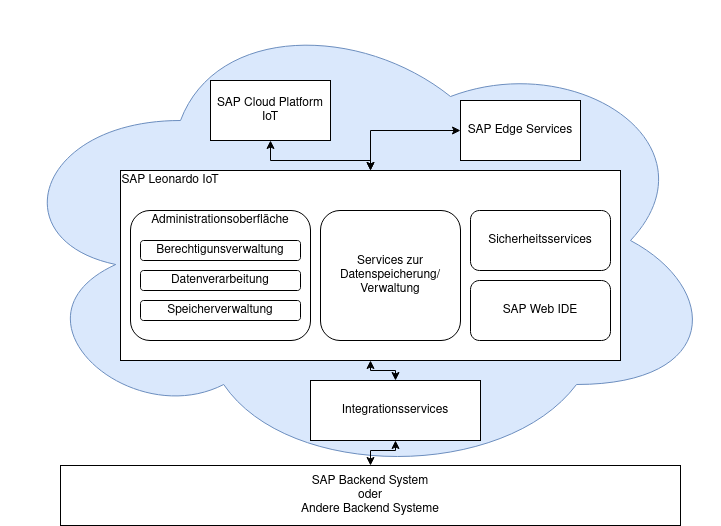 SAP Cloud Platform
IoT
SAP Edge Services
SAP Leonardo IoT
Administrationsoberfläche
Berechtigunsverwaltung
Datenverarbeitung
Speicherverwaltung
Services zur
Datenspeicherung/
Verwaltung
Sicherheitsservices
SAP Web IDE
Integrationsservices
SAP Backend System
oder
Andere Backend Systeme